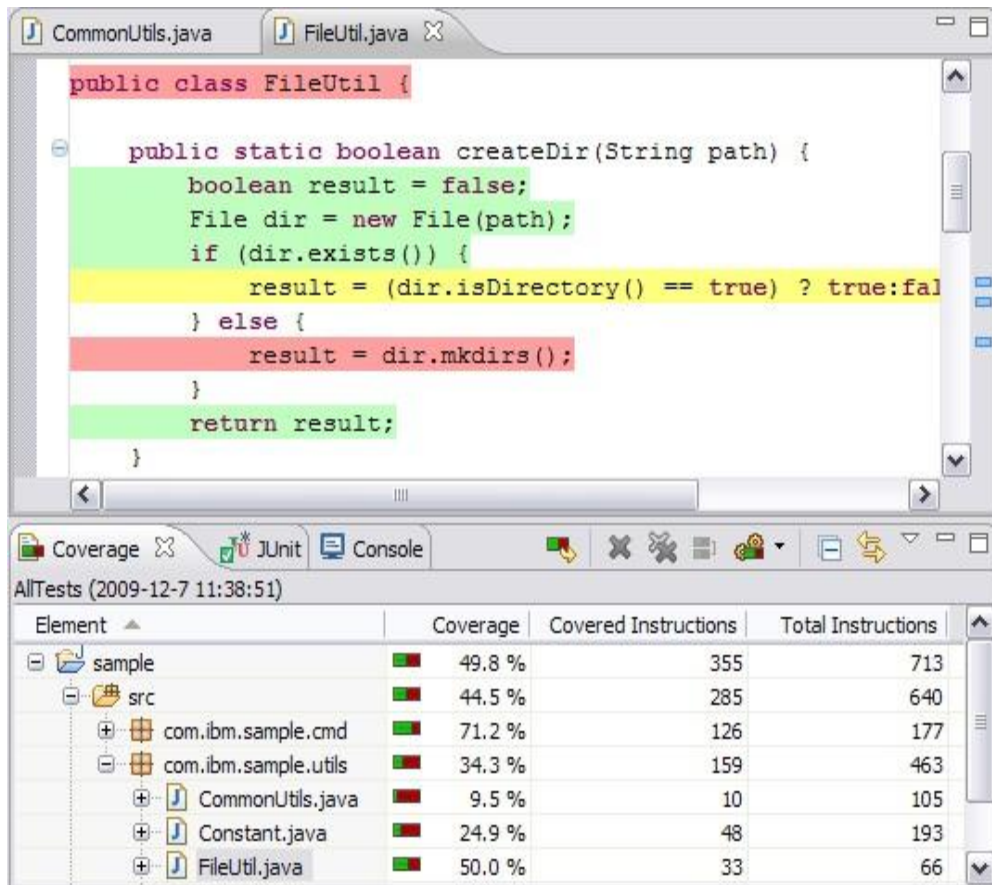 CommonUtils.java FileUtil.java
public class FileUtil {
public static boolean createDir(String path) {
boolean result = false;
File dir = new File(path);
if (dir.exists()) {
result = (dir.isDirectory() == true) ? true:fal
} else {
result = dir.mkdirs();
}
return result;
}
Coverage JUnit Console
AllTests (2009-12-7 11:38:51)
Element Coverage Covered Instructions Total Instructions
sample 49.8 % 355 713
src 44.5 % 285 640
com.ibm.sample.cmd 71.2 % 126 177
com.ibm.sample.utils 34.3 % 159 463
CommonUtils.java 9.5 % 10 105
Constant.java 24.9 % 48 193
FileUtil.java 50.0 % 33 66